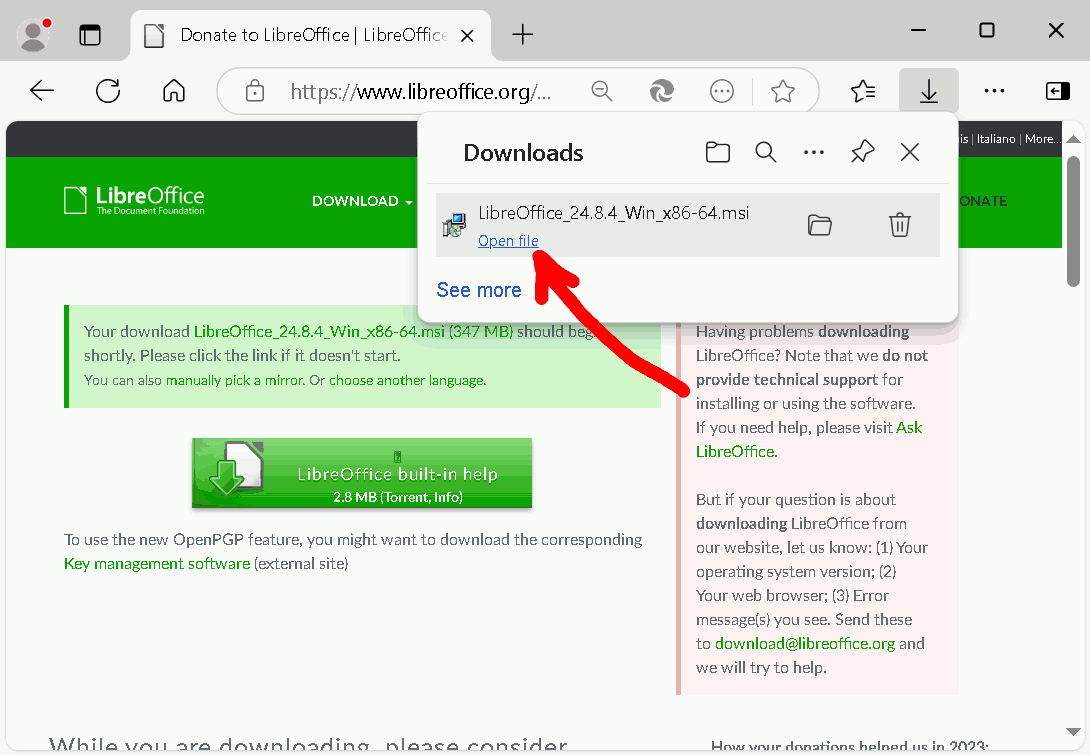 Donate to LibreOffice | LibreOffice
https://www.libreoffice.org/...
Downloads
is | Italiano | More...
LibreOffice
The Document Foundation
DOWNLOAD
LibreOffice_24.8.4_Win_x86-64.msi
Open file
See more
Your download LibreOffice_24.8.4_Win_x86-64.msi (347 MB) should beg
shortly. Please click the link if it doesn't start.
You can also manually pick a mirror. Or choose another language.
LibreOffice built-in help
2.8 MB (Torrent, Info)
To use the new OpenPGP feature, you might want to download the corresponding
Key management software (external site)
ONATE
Having problems downloading
LibreOffice? Note that we do not
provide technical support for
installing or using the software.
If you need help, please visit Ask
LibreOffice.
But if your question is about
downloading LibreOffice from
our website, let us know: (1) Your
operating system version; (2)
Your web browser; (3) Error
message(s) you see. Send these
to download@libreoffice.org and
we will try to help.
While you are downloading, please consider
How your donations helped us in 2023: